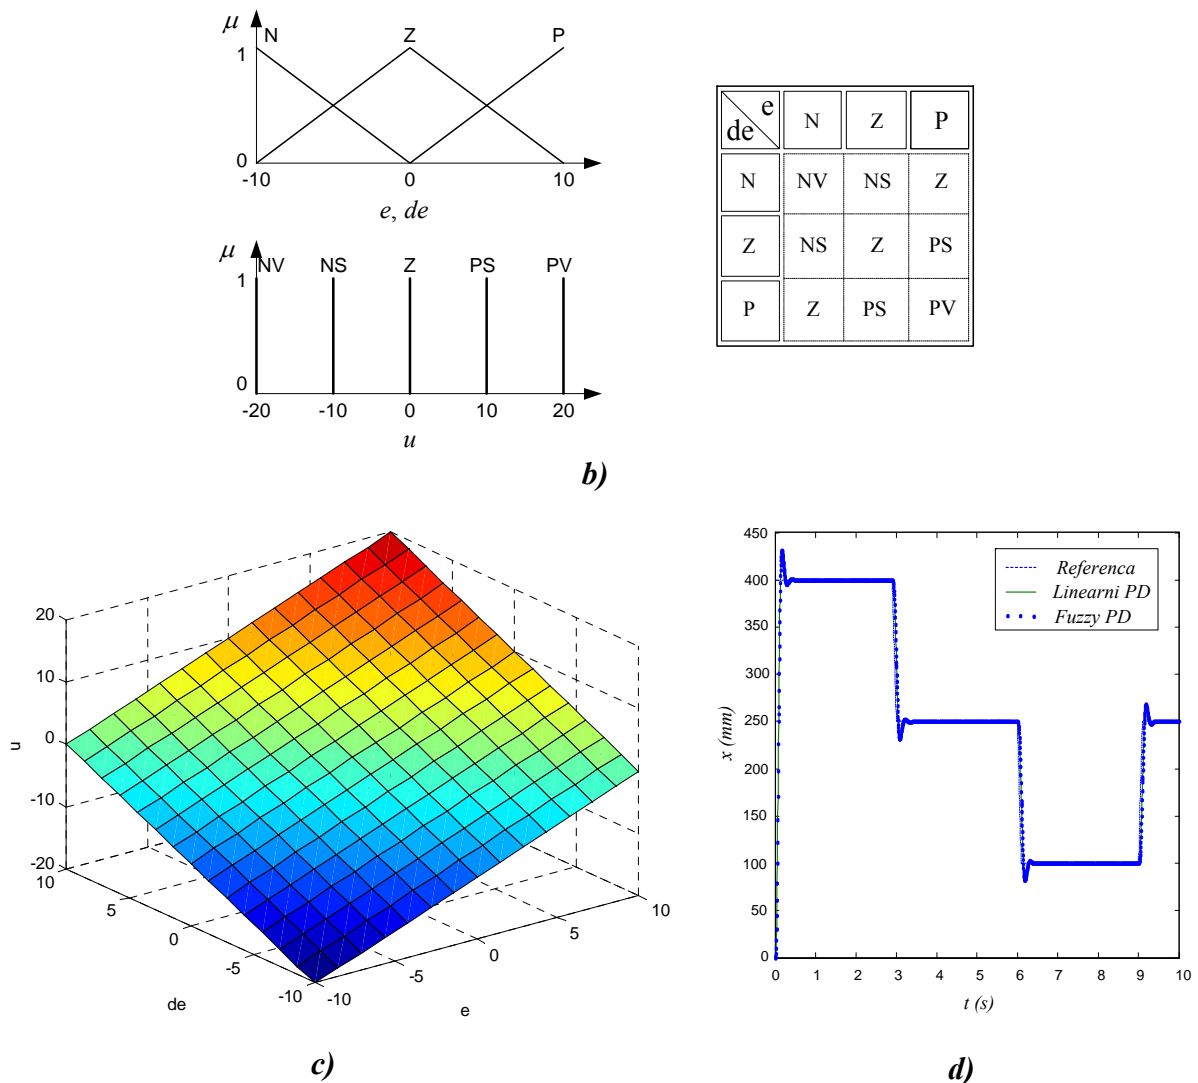 μ
N Z P
1
0
-10 0 10
e, de
μ
NV NS Z PS PV
1
0
-20 -10 0 10 20
u
e
de
N Z P
N NV NS Z
Z NS Z PS
P Z PS PV
b)
20
10
0
-10
-20
u
10
5
0
-5
-10
de
-10
-5
0
5
10
e
c)
450
400
350
300
250
200
150
100
50
0
x (mm)
Referenca
Linearni PD
Fuzzy PD
0 1 2 3 4 5 6 7 8 9 10
t (s)
d)